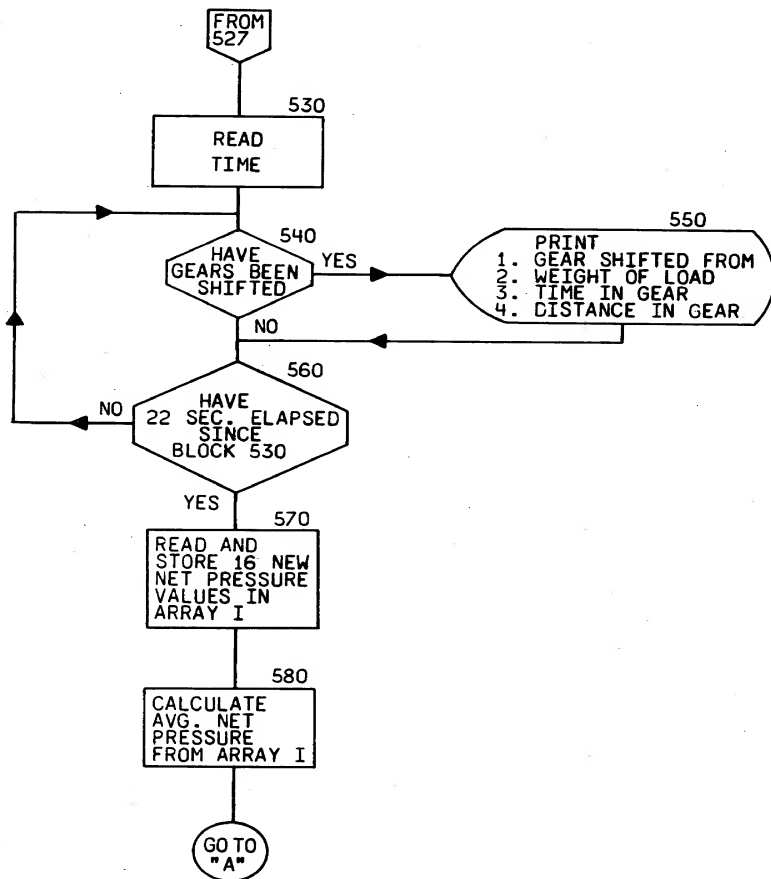 FROM
527
530
READ
TIME
540
HAVE
GEARS BEEN
SHIFTED
YES
550
PRINT
1. GEAR SHIFTED FROM
2. WEIGHT OF LOAD
3. TIME IN GEAR
4. DISTANCE IN GEAR
NO
560
HAVE
22 SEC. ELAPSED
SINCE
BLOCK 530
NO
YES
570
READ AND
STORE 16 NEW
NET PRESSURE
VALUES IN
ARRAY I
580
CALCULATE
AVG. NET
PRESSURE
FROM ARRAY I
GO TO
"A"